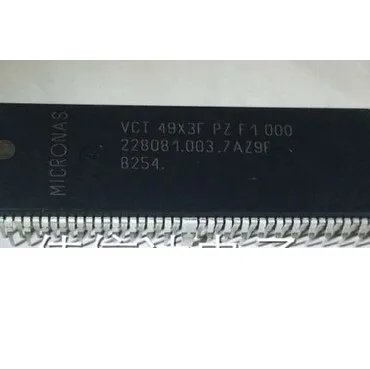 MICRONAS
VCT 49X3F PZ F1 000
228081.003.7AZ9F
8254.